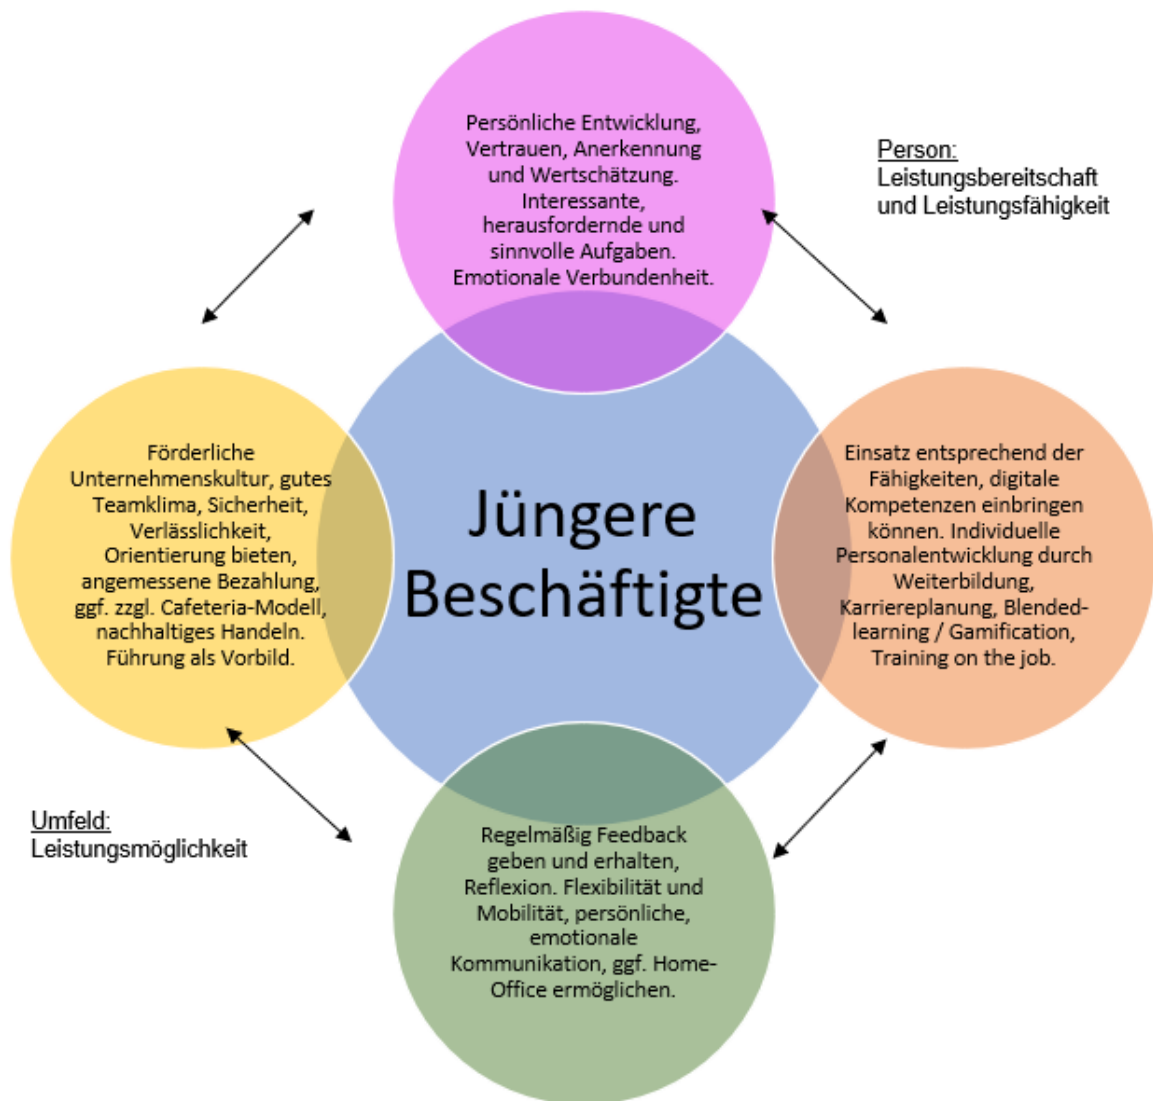 Persönliche Entwicklung,
Vertrauen, Anerkennung
und Wertschätzung.
Interessante,
herausfordernde und
sinnvolle Aufgaben.
Emotionale Verbundenheit.
Person:
Leistungsbereitschaft
und Leistungsfähigkeit
Förderliche
Unternehmenskultur, gutes
Teamklima, Sicherheit,
Verlässlichkeit,
Orientierung bieten,
angemessene Bezahlung,
ggf. zzgl. Cafeteria-Modell,
nachhaltiges Handeln.
Führung als Vorbild.
Jüngere
Beschäftigte
Einsatz entsprechend der
Fähigkeiten, digitale
Kompetenzen einbringen
können. Individuelle
Personalentwicklung durch
Weiterbildung,
Karriereplanung, Blended-
learning / Gamification,
Training on the job.
Umfeld:
Leistungsmöglichkeit
Regelmäßig Feedback
geben und erhalten,
Reflexion. Flexibilität und
Mobilität, persönliche,
emotionale
Kommunikation, ggf. Home-
Office ermöglichen.